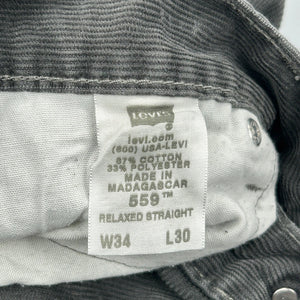 Levi's
levi.com
(800) USA-LEVI
67% COTTON
33% POLYESTER
MADE IN
MADAGASCAR
559™
RELAXED STRAIGHT
W34 L30